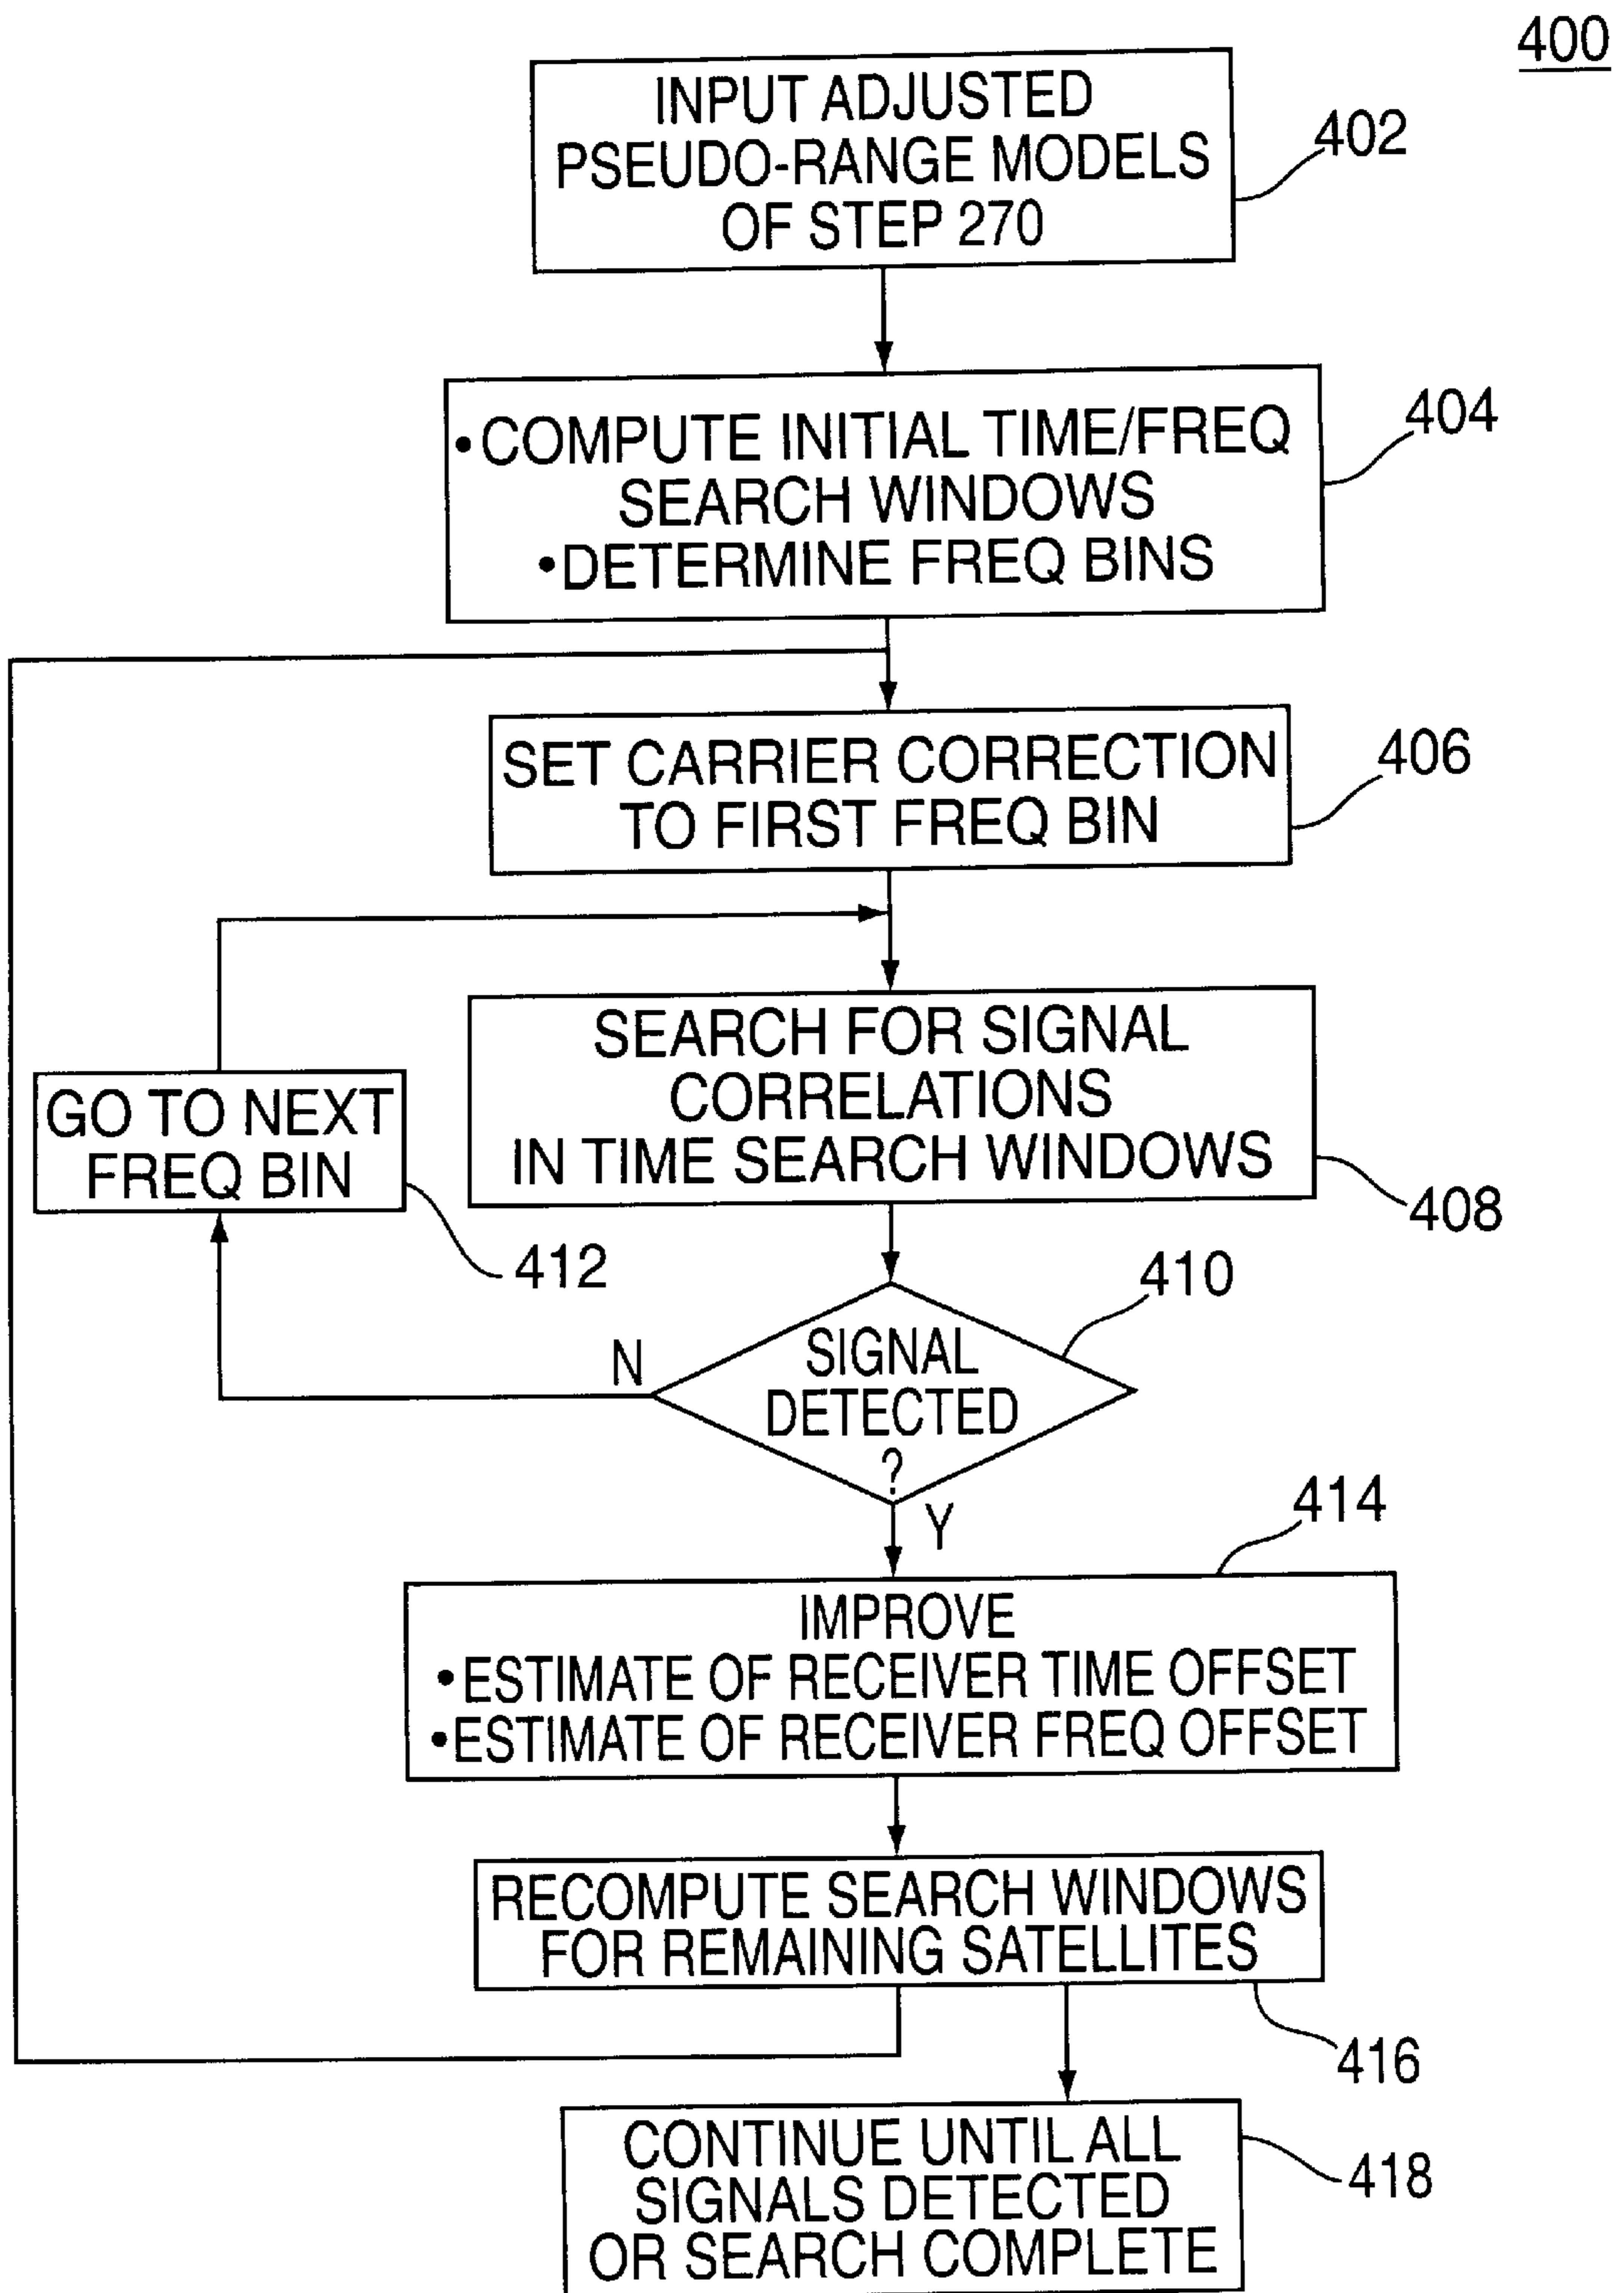 400
INPUT ADJUSTED
PSEUDO-RANGE MODELS
OF STEP 270
402
•COMPUTE INITIAL TIME/FREQ
SEARCH WINDOWS
•DETERMINE FREQ BINS
404
SET CARRIER CORRECTION
TO FIRST FREQ BIN
406
SEARCH FOR SIGNAL
CORRELATIONS
IN TIME SEARCH WINDOWS
408
GO TO NEXT
FREQ BIN
412
410
SIGNAL
DETECTED
?
N
Y
414
IMPROVE
•ESTIMATE OF RECEIVER TIME OFFSET
•ESTIMATE OF RECEIVER FREQ OFFSET
RECOMPUTE SEARCH WINDOWS
FOR REMAINING SATELLITES
416
CONTINUE UNTIL ALL
SIGNALS DETECTED
OR SEARCH COMPLETE
418